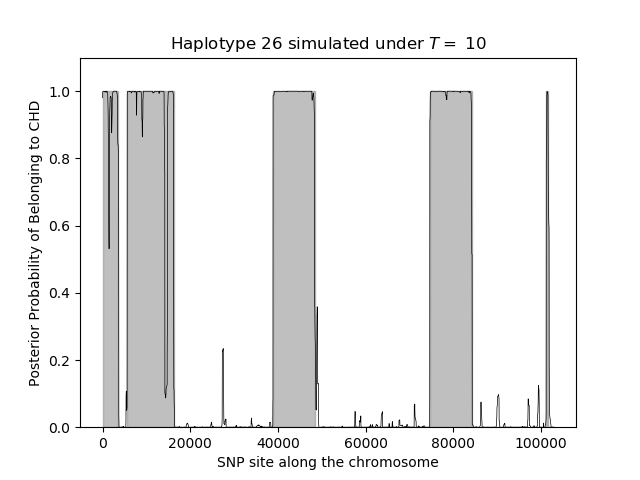 Haplotype 26 simulated under T = 10
Posterior Probability of Belonging to CHD
1.0
0.8
0.6
0.4
0.2
0.0
0 20000 40000 60000 80000 100000
SNP site along the chromosome